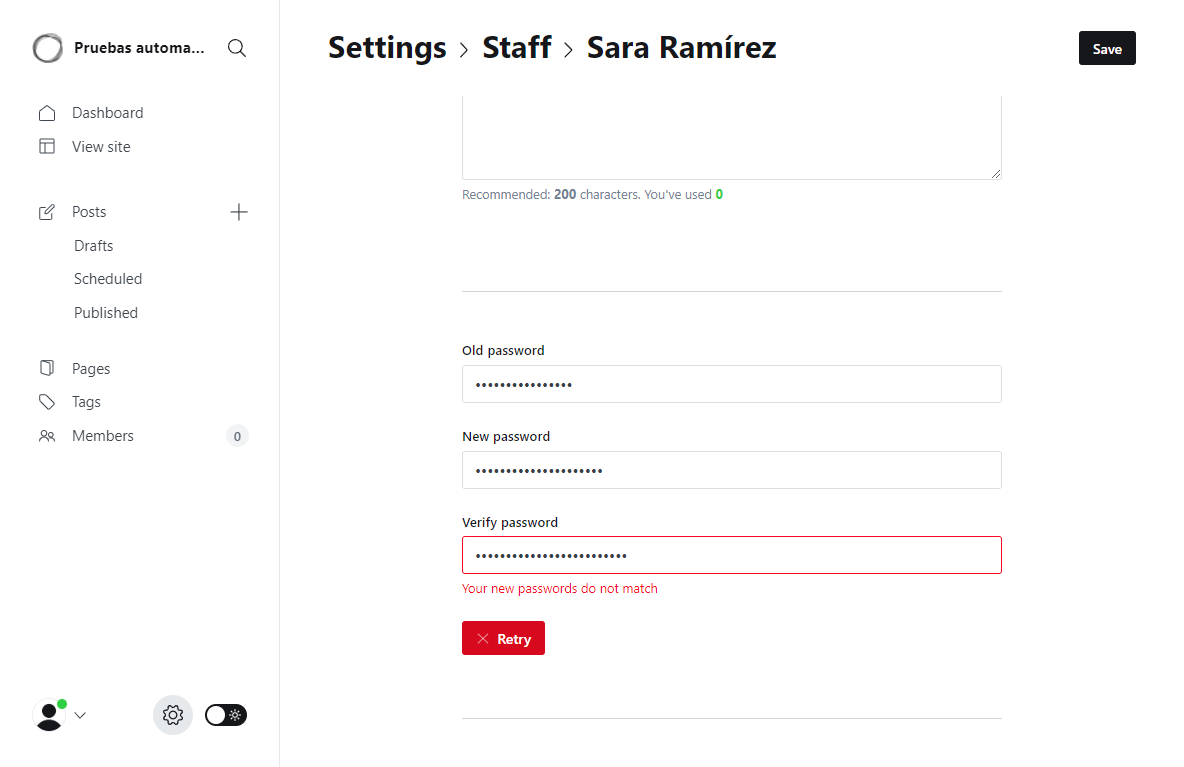 Pruebas automa...
Settings > Staff > Sara Ramírez
Save
Dashboard
View site
Posts
Drafts
Scheduled
Published
Pages
Tags
Members 0
Recommended: 200 characters. You've used 0
Old password
••••••••••••••••
New password
•••••••••••••••••••••
Verify password
•••••••••••••••••••••••••
Your new passwords do not match
Retry